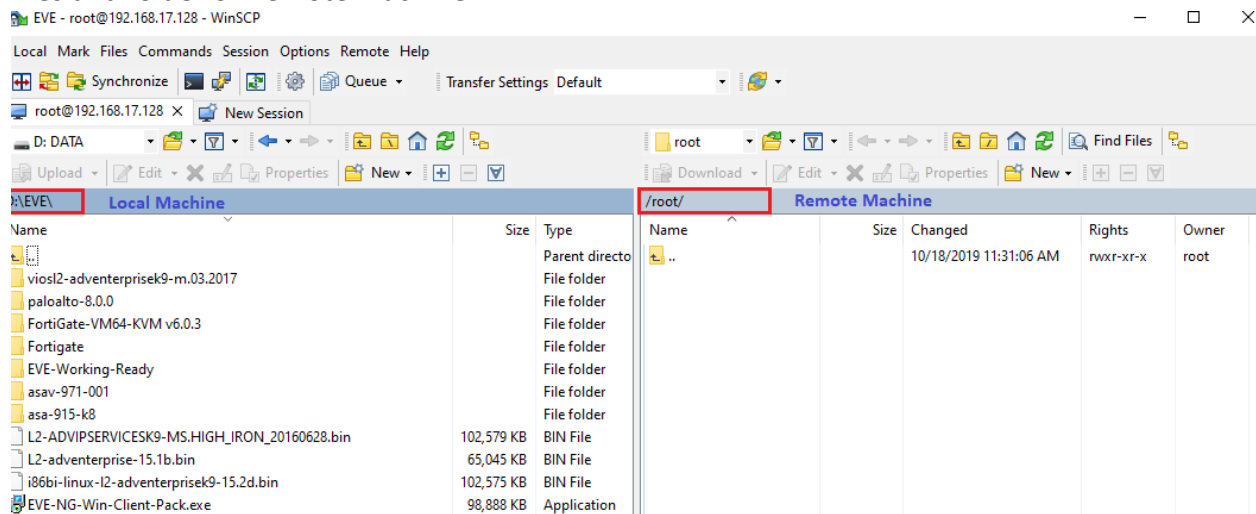 EVE - root@192.168.17.128 - WinSCP
Local Mark Files Commands Session Options Remote Help
Synchronize Queue Transfer Settings Default
root@192.168.17.128 × New Session
D: DATA root Find Files
Upload Edit Properties New Download Edit Properties New
:\EVE\ Local Machine /root/ Remote Machine
Name Size Type Name Size Changed Rights Owner
.. Parent directo .. 10/18/2019 11:31:06 AM rwxr-xr-x root
viosl2-adventerprisek9-m.03.2017 File folder
paloalto-8.0.0 File folder
FortiGate-VM64-KVM v6.0.3 File folder
Fortigate File folder
EVE-Working-Ready File folder
asav-971-001 File folder
asa-915-k8 File folder
L2-ADVIPSERVICESK9-MS.HIGH_IRON_20160628.bin 102,579 KB BIN File
L2-adventerprise-15.1b.bin 65,045 KB BIN File
i86bi-linux-l2-adventerprisek9-15.2d.bin 102,575 KB BIN File
EVE-NG-Win-Client-Pack.exe 98,888 KB Application